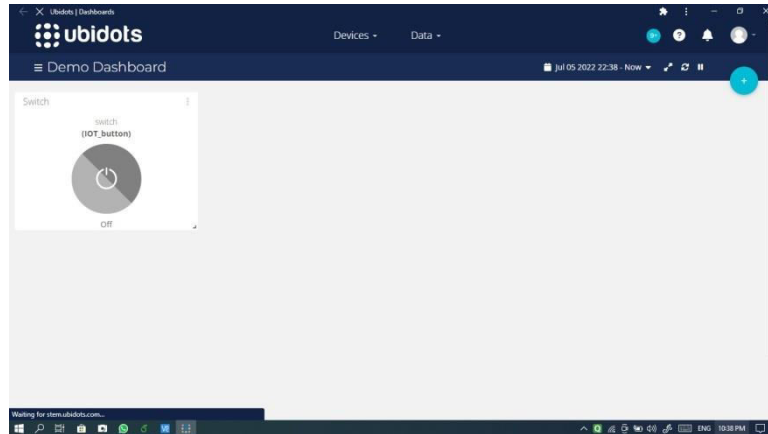 Ubidots | Dashboards
ubidots
Devices
Data
9+
?
Demo Dashboard
Jul 05 2022 22:38 - Now
+
Switch
switch
(IOT_button)
Off
Waiting for stem.ubidots.com...
ENG 10:38 PM